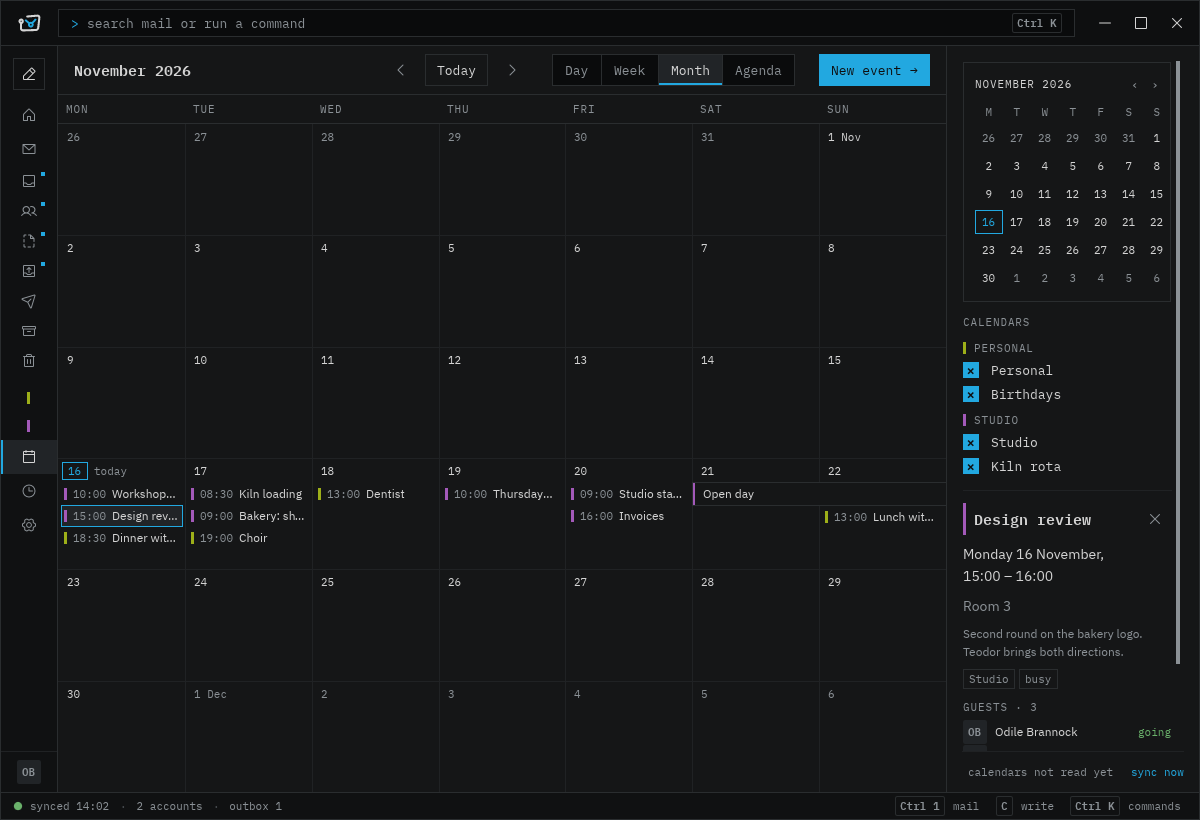 > search mail or run a command Ctrl K
November 2026 Today Day Week Month Agenda New event →
MON TUE WED THU FRI SAT SUN
26 27 28 29 30 31 1 Nov
2 3 4 5 6 7 8
9 10 11 12 13 14 15
16 today 17 18 19 20 21 22
10:00 Workshop… 08:30 Kiln loading 13:00 Dentist 10:00 Thursday… 09:00 Studio sta… Open day
15:00 Design rev… 09:00 Bakery: sh… 16:00 Invoices 13:00 Lunch wit…
18:30 Dinner wit… 19:00 Choir
23 24 25 26 27 28 29
30 1 Dec 2 3 4 5 6
NOVEMBER 2026 ‹ ›
M T W T F S S
26 27 28 29 30 31 1
2 3 4 5 6 7 8
9 10 11 12 13 14 15
16 17 18 19 20 21 22
23 24 25 26 27 28 29
30 1 2 3 4 5 6
CALENDARS
PERSONAL
Personal
Birthdays
STUDIO
Studio
Kiln rota
Design review
Monday 16 November,
15:00 – 16:00
Room 3
Second round on the bakery logo.
Teodor brings both directions.
Studio busy
GUESTS · 3
OB Odile Brannock going
calendars not read yet sync now
OB
synced 14:02 · 2 accounts · outbox 1 Ctrl 1 mail C write Ctrl K commands